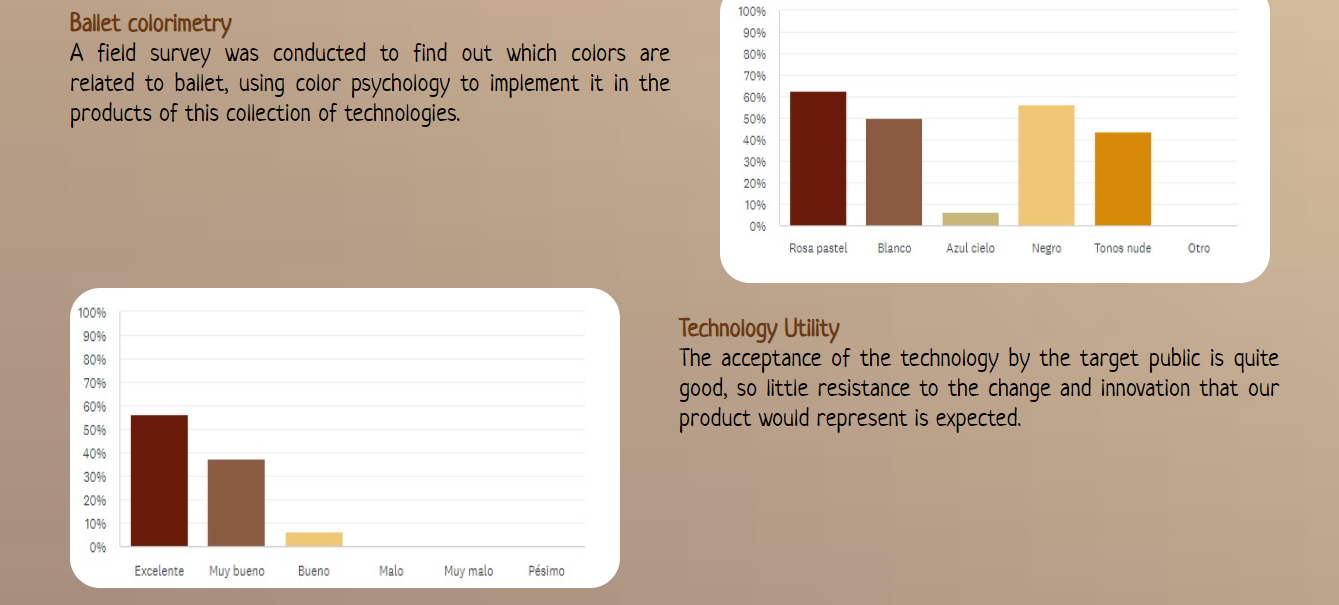 Ballet colorimetry
A field survey was conducted to find out which colors are
related to ballet, using color psychology to implement it in the
products of this collection of technologies.
100%
90%
80%
70%
60%
50%
40%
30%
20%
10%
0%
Rosa pastel Blanco Azul cielo Negro Tonos nude Otro
100%
90%
80%
70%
60%
50%
40%
30%
20%
10%
0%
Excelente Muy bueno Bueno Malo Muy malo Pésimo
Technology Utility
The acceptance of the technology by the target public is quite
good, so little resistance to the change and innovation that our
product would represent is expected.